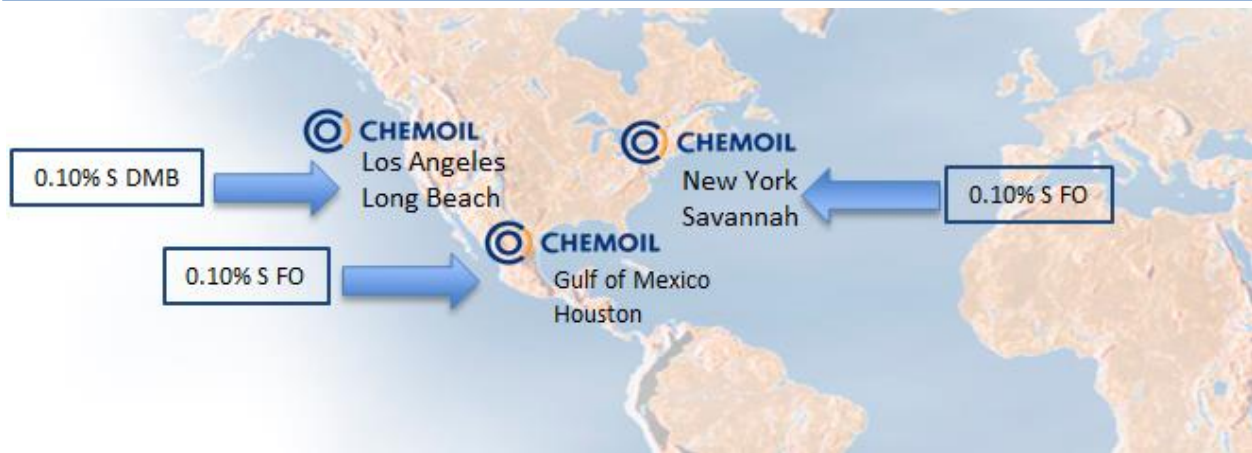 CHEMOIL
Los Angeles
Long Beach
0.10% S DMB
CHEMOIL
New York
Savannah
0.10% S FO
CHEMOIL
Gulf of Mexico
Houston
0.10% S FO